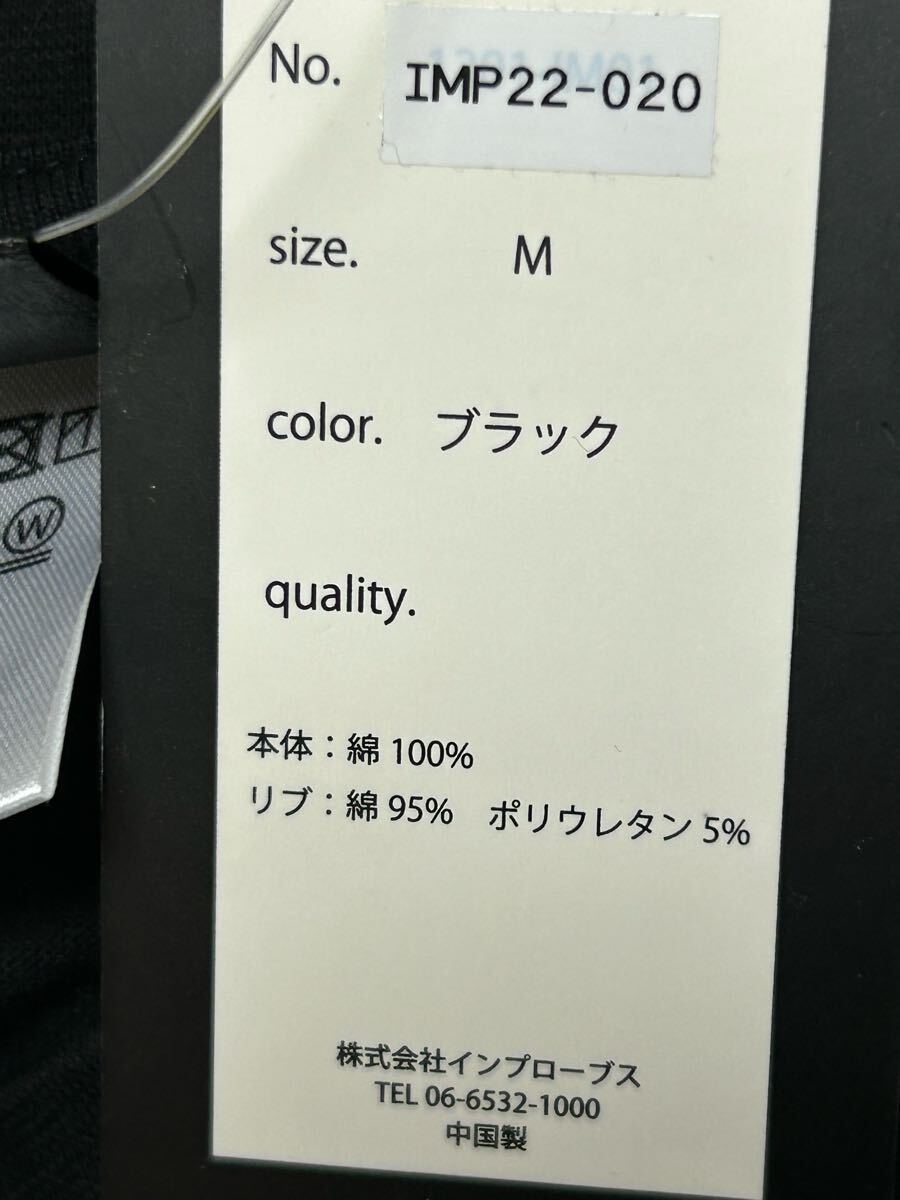 No. IMP22-020
size. M
color. ブラック
quality.
本体：綿 100%
リブ：綿 95%　ポリウレタン 5%
株式会社インプローブス
TEL 06-6532-1000
中国製
W